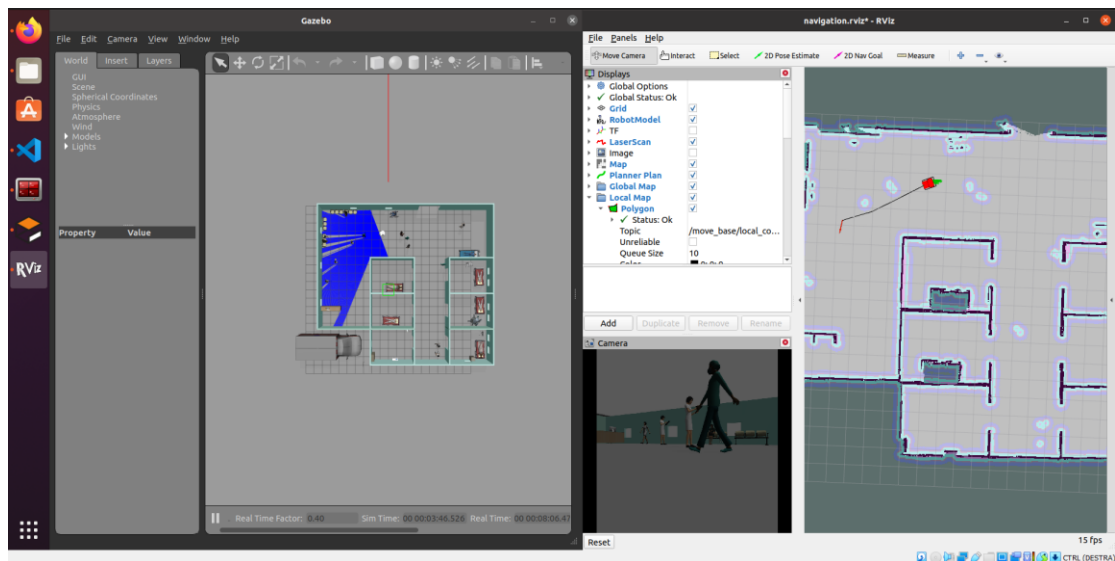 Gazebo
File Edit Camera View Window Help
World Insert Layers
GUI
Scene
Spherical Coordinates
Physics
Atmosphere
Wind
Models
Lights
Property Value
Real Time Factor: 0.40 Sim Time: 00 00:03:46.526 Real Time: 00 00:08:06.47
RViz
navigation.rviz* - RViz
File Panels Help
Move Camera Interact Select 2D Pose Estimate 2D Nav Goal Measure
Displays
Global Options
Global Status: Ok
Grid
RobotModel
TF
LaserScan
Image
Map
Planner Plan
Global Map
Local Map
Polygon
Status: Ok
Topic /move_base/local_co...
Unreliable
Queue Size 10
Add Duplicate Remove Rename
Camera
Reset
15 fps
CTRL (DESTRA)